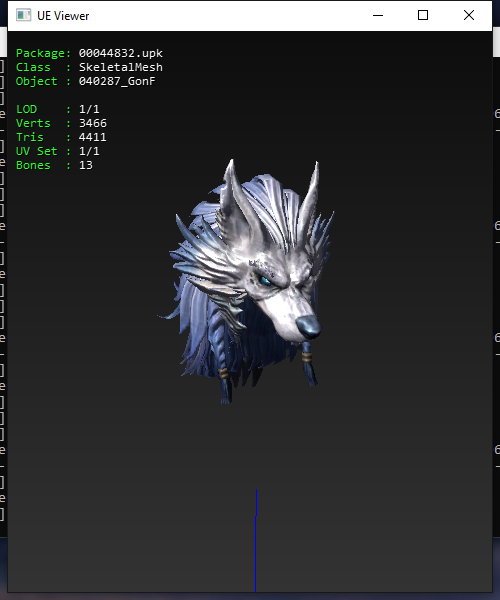 UE Viewer
Package: 00044832.upk
Class : SkeletalMesh
Object : 040287_GonF
LOD : 1/1
Verts : 3466
Tris : 4411
UV Set : 1/1
Bones : 13